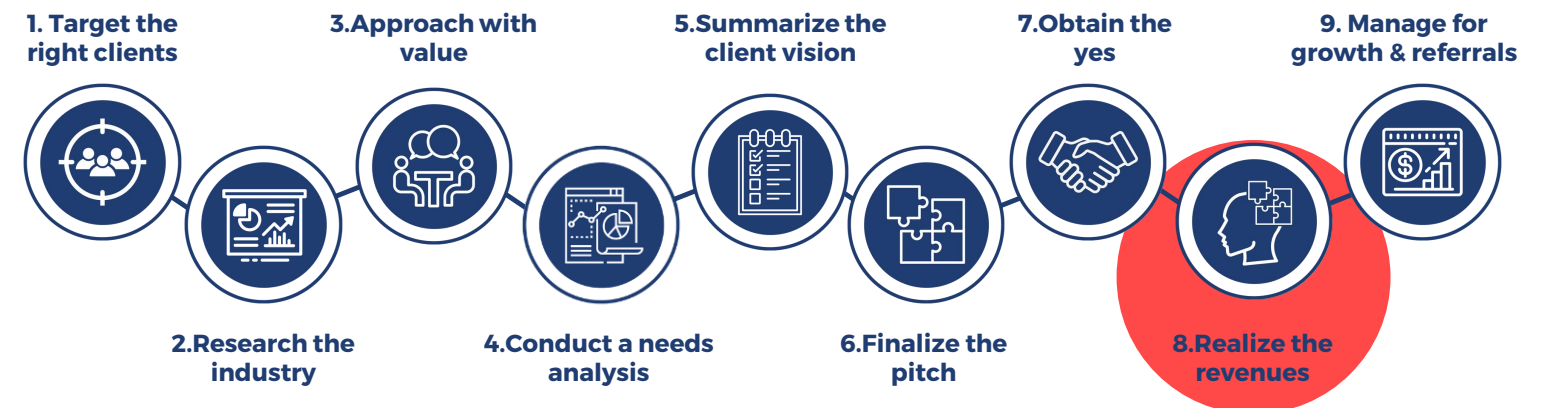 1. Target the
right clients
2.Research the
industry
3.Approach with
value
4.Conduct a needs
analysis
5.Summarize the
client vision
6.Finalize the
pitch
7.Obtain the
yes
8.Realize the
revenues
9. Manage for
growth & referrals